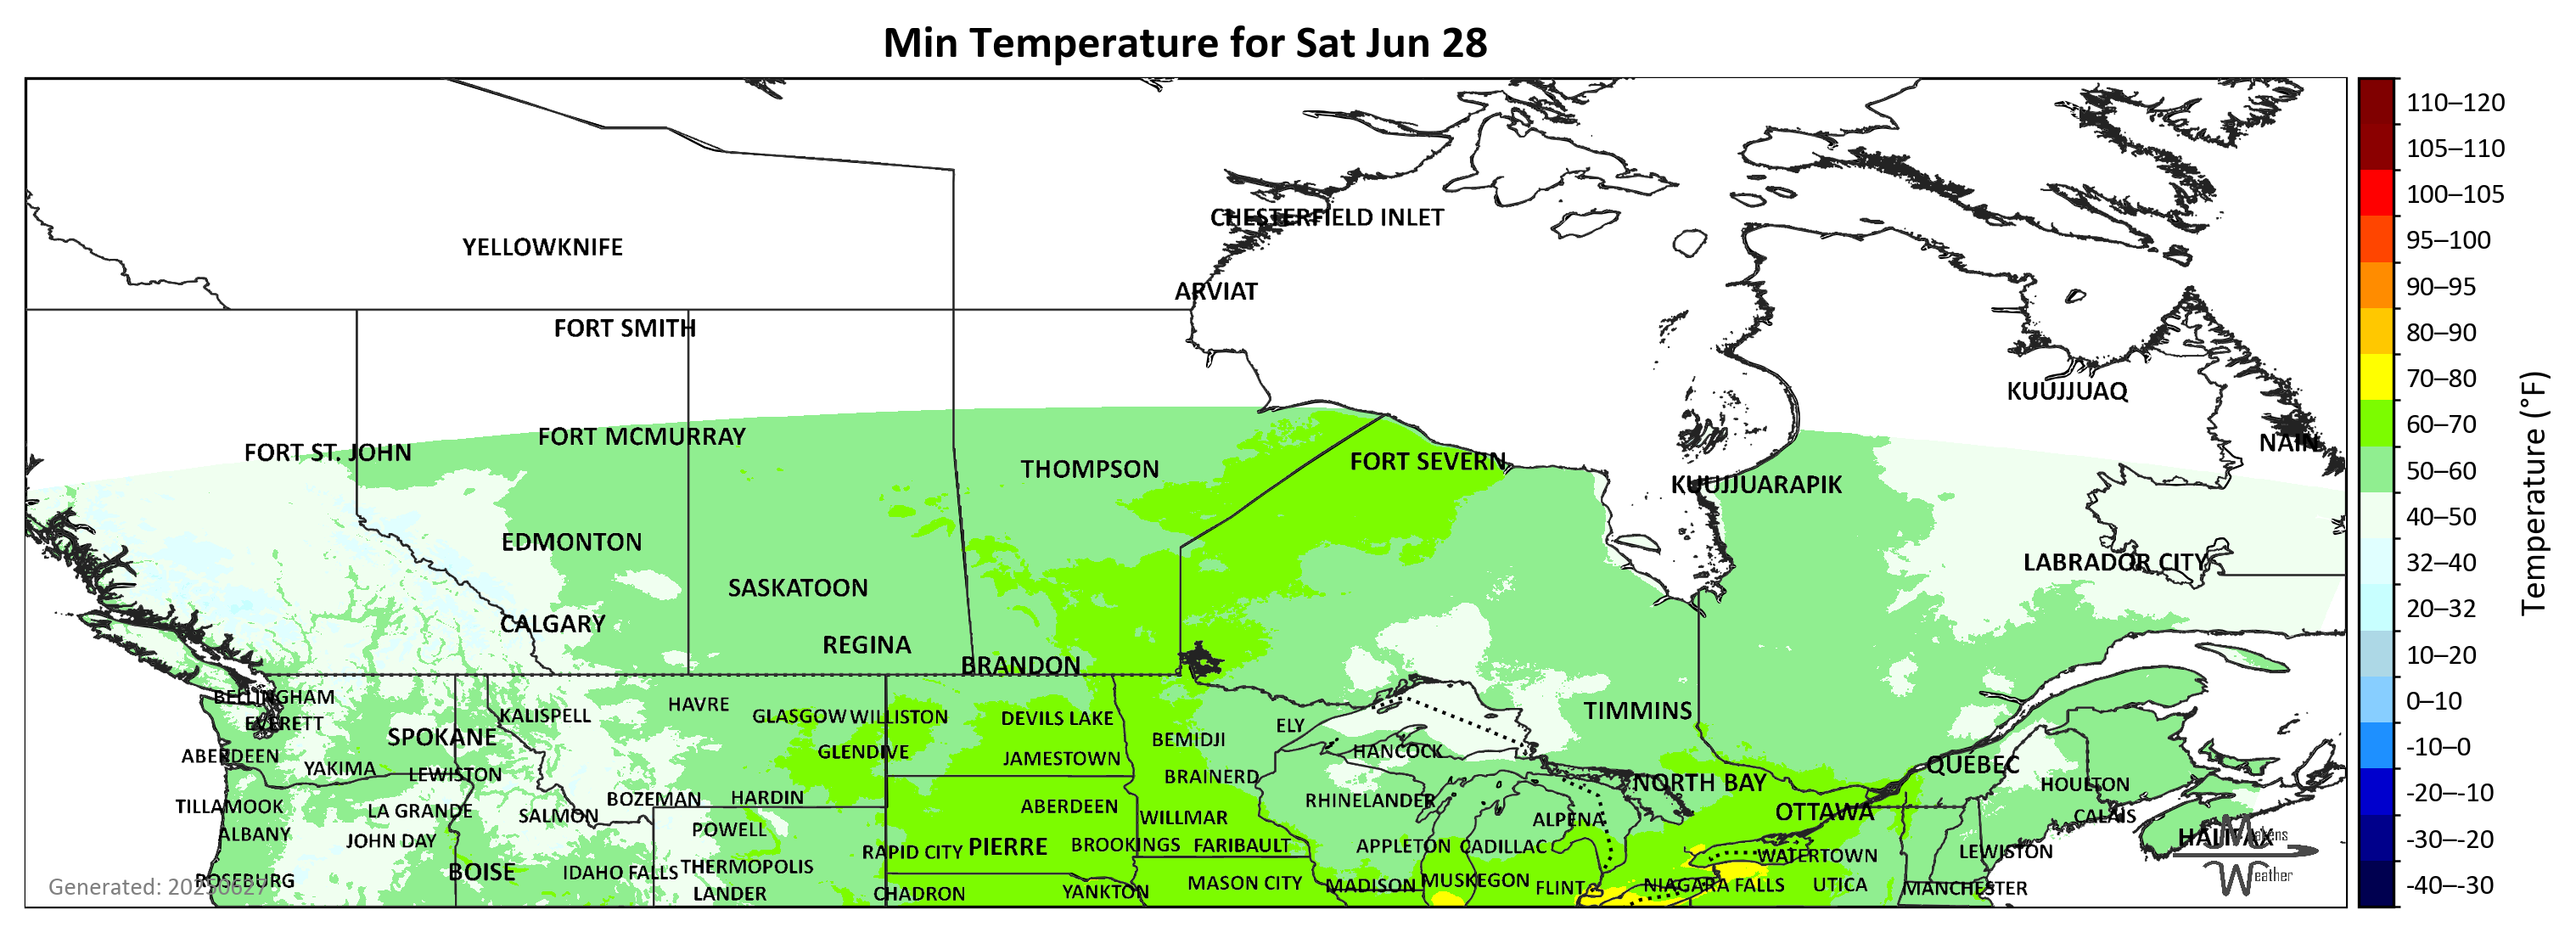 Min Temperature for Sat Jun 28
110–120
105–110
100–105
95–100
90–95
80–90
70–80
60–70
50–60
40–50
32–40
20–32
10–20
0–10
-10–0
-20–-10
-30–-20
-40–-30
Temperature (°F)
CHESTERFIELD INLET
YELLOWKNIFE
ARVIAT
FORT SMITH
KUUJJUAQ
FORT MCMURRAY
NAIN
FORT ST. JOHN
FORT SEVERN
THOMPSON
KUUJJUARAPIK
EDMONTON
LABRADOR CITY
SASKATOON
CALGARY
REGINA
BRANDON
BELLINGHAM
HAVRE
TIMMINS
KALISPELL
GLASGOW WILLISTON
DEVILS LAKE
EVERETT
ELY
SPOKANE
BEMIDJI
GLENDIVE
HANCOCK
ABERDEEN
JAMESTOWN
QUÉBEC
YAKIMA
LEWISTON
BRAINERD
NORTH BAY
HOULTON
BOZEMAN
HARDIN
RHINELANDER
TILLAMOOK
LA GRANDE
SALMON
ABERDEEN
WILLMAR
ALPENA
OTTAWA
CALAIS
ALBANY
JOHN DAY
POWELL
HALIFAX
Makens
RAPID CITY
PIERRE
BROOKINGS
FARIBAULT
APPLETON
CADILLAC
WATERTOWN
LEWISTON
BOISE
IDAHO FALLS
THERMOPOLIS
Weather
ROSEBURG
Generated: 20250627
LANDER
CHADRON
YANKTON
MASON CITY
MADISON
MUSKEGON
FLINT
NIAGARA FALLS
UTICA
MANCHESTER